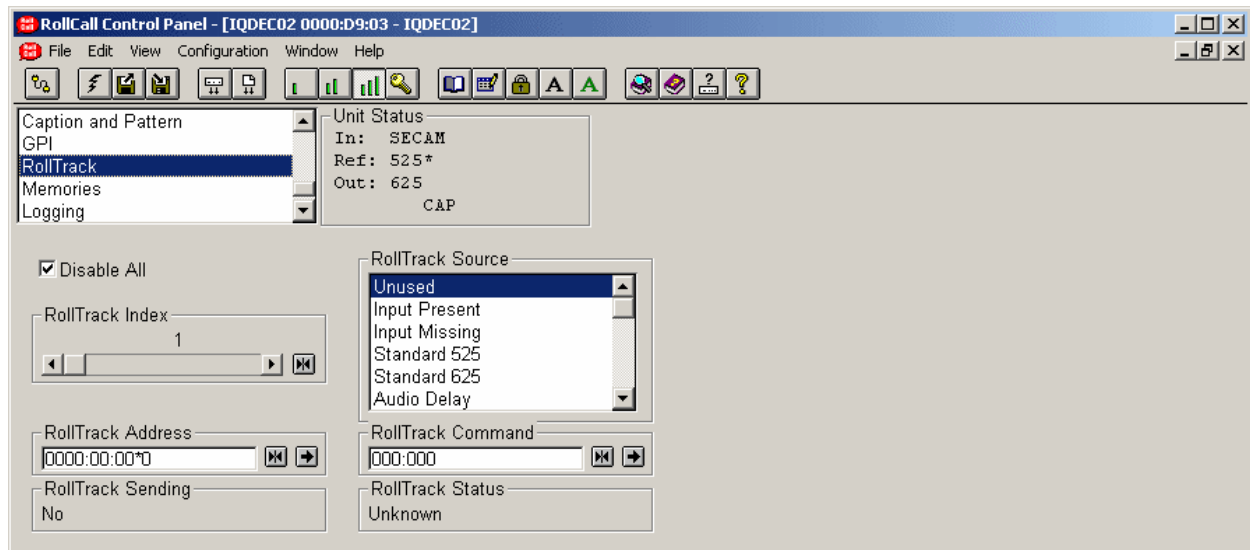 RollCall Control Panel - [IQDEC02 0000:D9:03 - IQDEC02]
File Edit View Configuration Window Help
A A
Caption and Pattern
GPI
RollTrack
Memories
Logging
Unit Status
In: SECAM
Ref: 525*
Out: 625
CAP
Disable All
RollTrack Index
1
RollTrack Source
Unused
Input Present
Input Missing
Standard 525
Standard 625
Audio Delay
RollTrack Address
0000:00:00*0
RollTrack Command
000:000
RollTrack Sending
No
RollTrack Status
Unknown